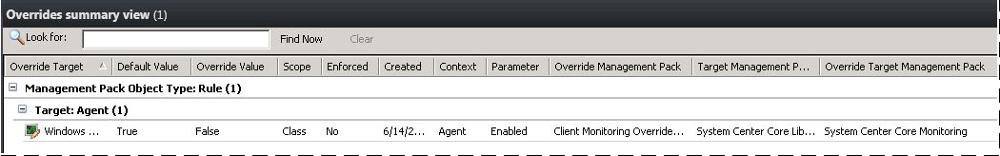 Overrides summary view (1)
Look for: Find Now Clear
Override Target Default Value Override Value Scope Enforced Created Context Parameter Override Management Pack Target Management P... Override Target Management Pack
Management Pack Object Type: Rule (1)
Target: Agent (1)
Windows ... True False Class No 6/14/2... Agent Enabled Client Monitoring Override... System Center Core Lib... System Center Core Monitoring